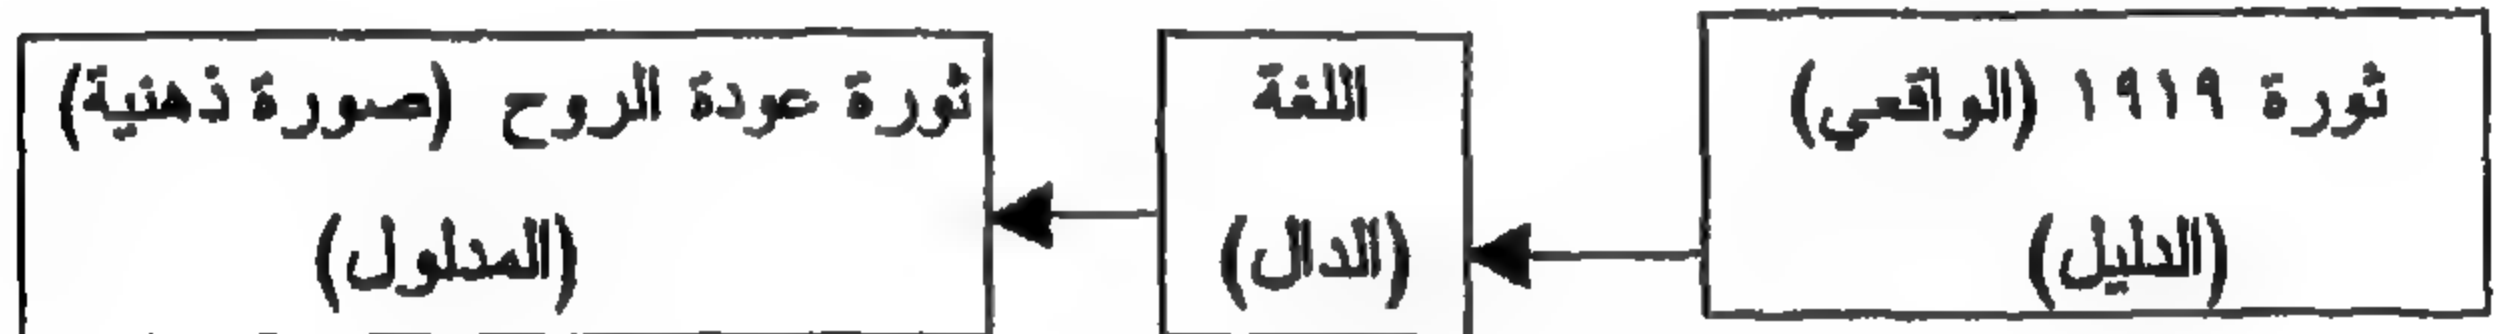 ثورة ١٩١٩ (الواقعي)
(الدليل)
اللغة
(الدال)
ثورة عودة الروح (صورة ذهنية)
(المدلول)